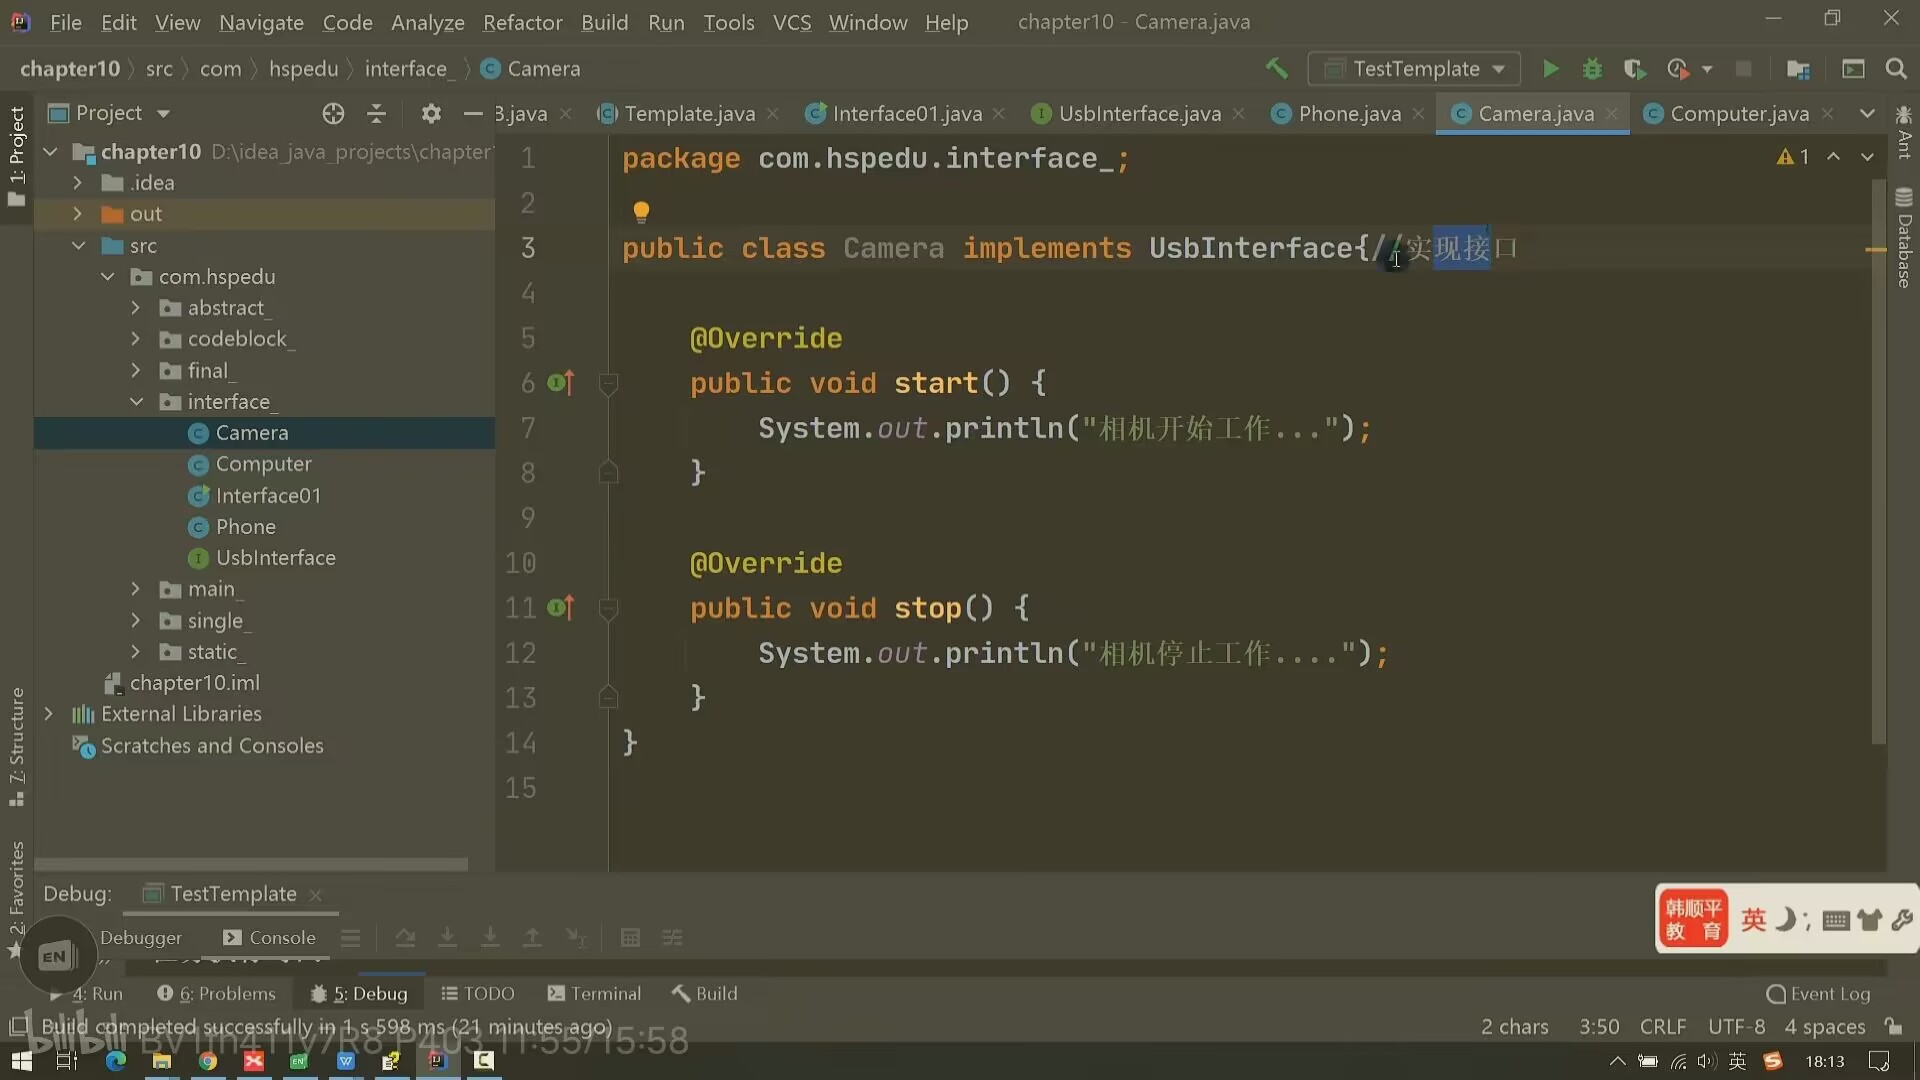 File Edit View Navigate Code Analyze Refactor Build Run Tools VCS Window Help chapter10 - Camera.java
chapter10 src com hspedu interface_ Camera TestTemplate
1: Project
Project
B.java Template.java Interface01.java UsbInterface.java Phone.java Camera.java Computer.java
Ant
Database
chapter10 D:\idea_java_projects\chapter
.idea
out
src
com.hspedu
abstract_
codeblock_
final_
interface_
Camera
Computer
Interface01
Phone
UsbInterface
main_
single_
static_
chapter10.iml
External Libraries
Scratches and Consoles
7: Structure
2: Favorites
1 package com.hspedu.interface_;
1
2
3 public class Camera implements UsbInterface{//实现接口
4
5 @Override
6 public void start() {
7 System.out.println("相机开始工作...");
8 }
9
10 @Override
11 public void stop() {
12 System.out.println("相机停止工作....");
13 }
14 }
15
Debug: TestTemplate
Debugger Console
韩顺平
教 育
英
EN
4: Run 6: Problems 5: Debug TODO Terminal Build Event Log
Build completed successfully in 1 s 598 ms (21 minutes ago) 2 chars 3:50 CRLF UTF-8 4 spaces
bilibili BV1fh411y7R8 P403 11:55/15:58
英 18:13